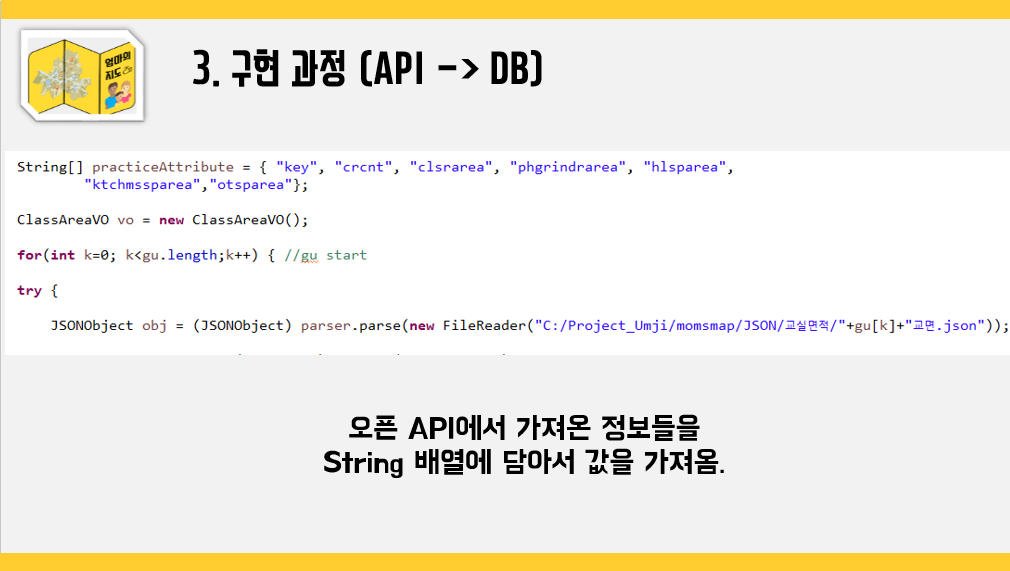 엄마의
지도
3. 구현 과정 (API -> DB)
String[] practiceAttribute = { "key", "crcnt", "clsrarea", "phgrindrarea", "hlsparea",
"ktchmssparea","otsparea"};
ClassAreaVO vo = new ClassAreaVO();
for(int k=0; k<gu.length;k++) { //gu start
try {
JSONObject obj = (JSONObject) parser.parse(new FileReader("C:/Project_Umji/momsmap/JSON/교실면적/"+gu[k]+"교면.json"));
오픈 API에서 가져온 정보들을
String 배열에 담아서 값을 가져옴.